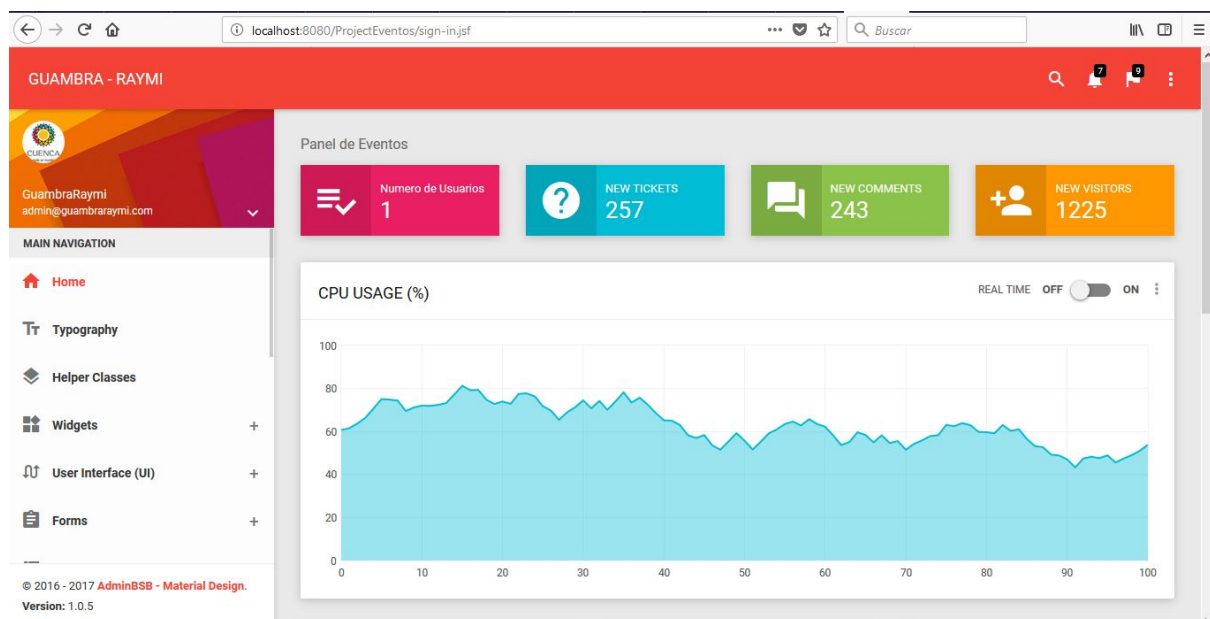 localhost:8080/ProjectEventos/sign-in.jsf
Buscar
GUAMBRA - RAYMI
7
9
CUENCA
GuambraRaymi
admin@guambraraymi.com
MAIN NAVIGATION
Home
Typography
Helper Classes
Widgets +
User Interface (UI) +
Forms +
© 2016 - 2017 AdminBSB - Material Design.
Version: 1.0.5
Panel de Eventos
Numero de Usuarios
1
NEW TICKETS
257
NEW COMMENTS
243
NEW VISITORS
1225
CPU USAGE (%)
REAL TIME OFF ON
100
80
60
40
20
0
0 10 20 30 40 50 60 70 80 90 100